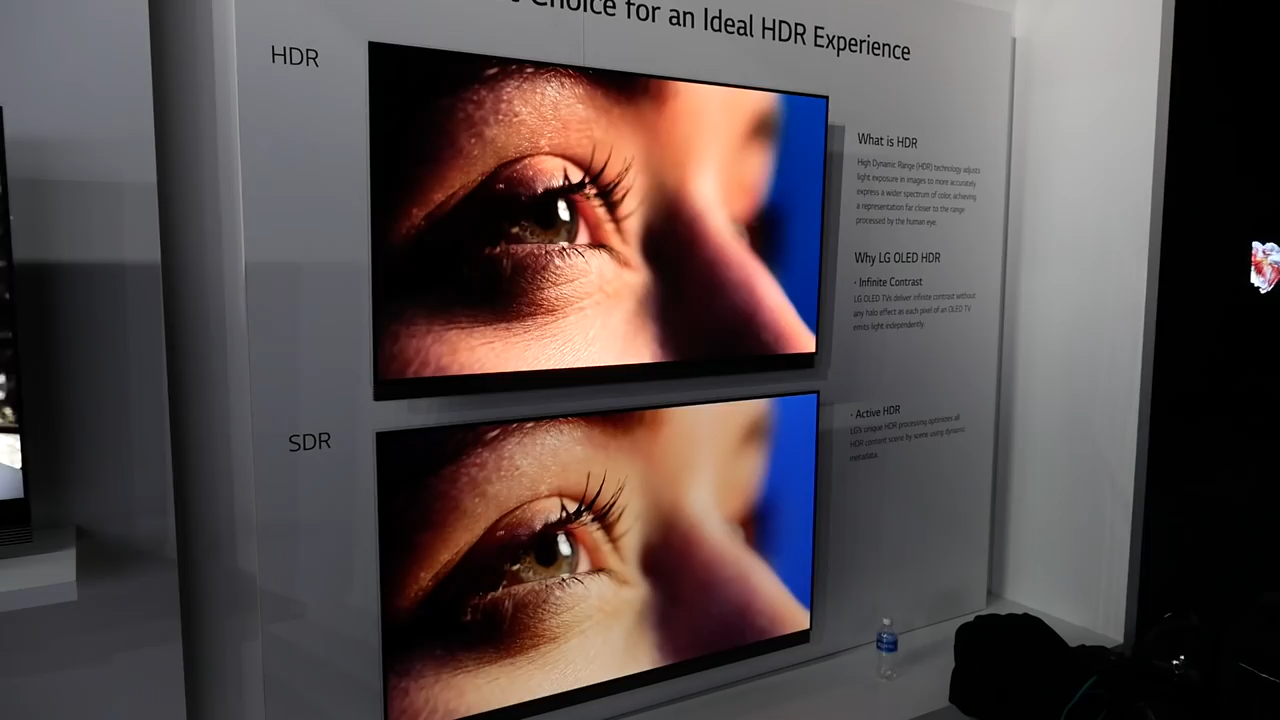 Choice for an Ideal HDR Experience
HDR
What is HDR
High Dynamic Range (HDR) technology adjusts
light exposure in images to more accurately
express a wider spectrum of color, achieving
a representation far closer to the range
processed by the human eye.
Why LG OLED HDR
· Infinite Contrast
LG OLED TVs deliver infinite contrast without
any halo effect as each pixel of an OLED TV
emits light independently.
SDR
· Active HDR
LG's unique HDR processing optimizes all
HDR content scene by scene using dynamic
metadata.